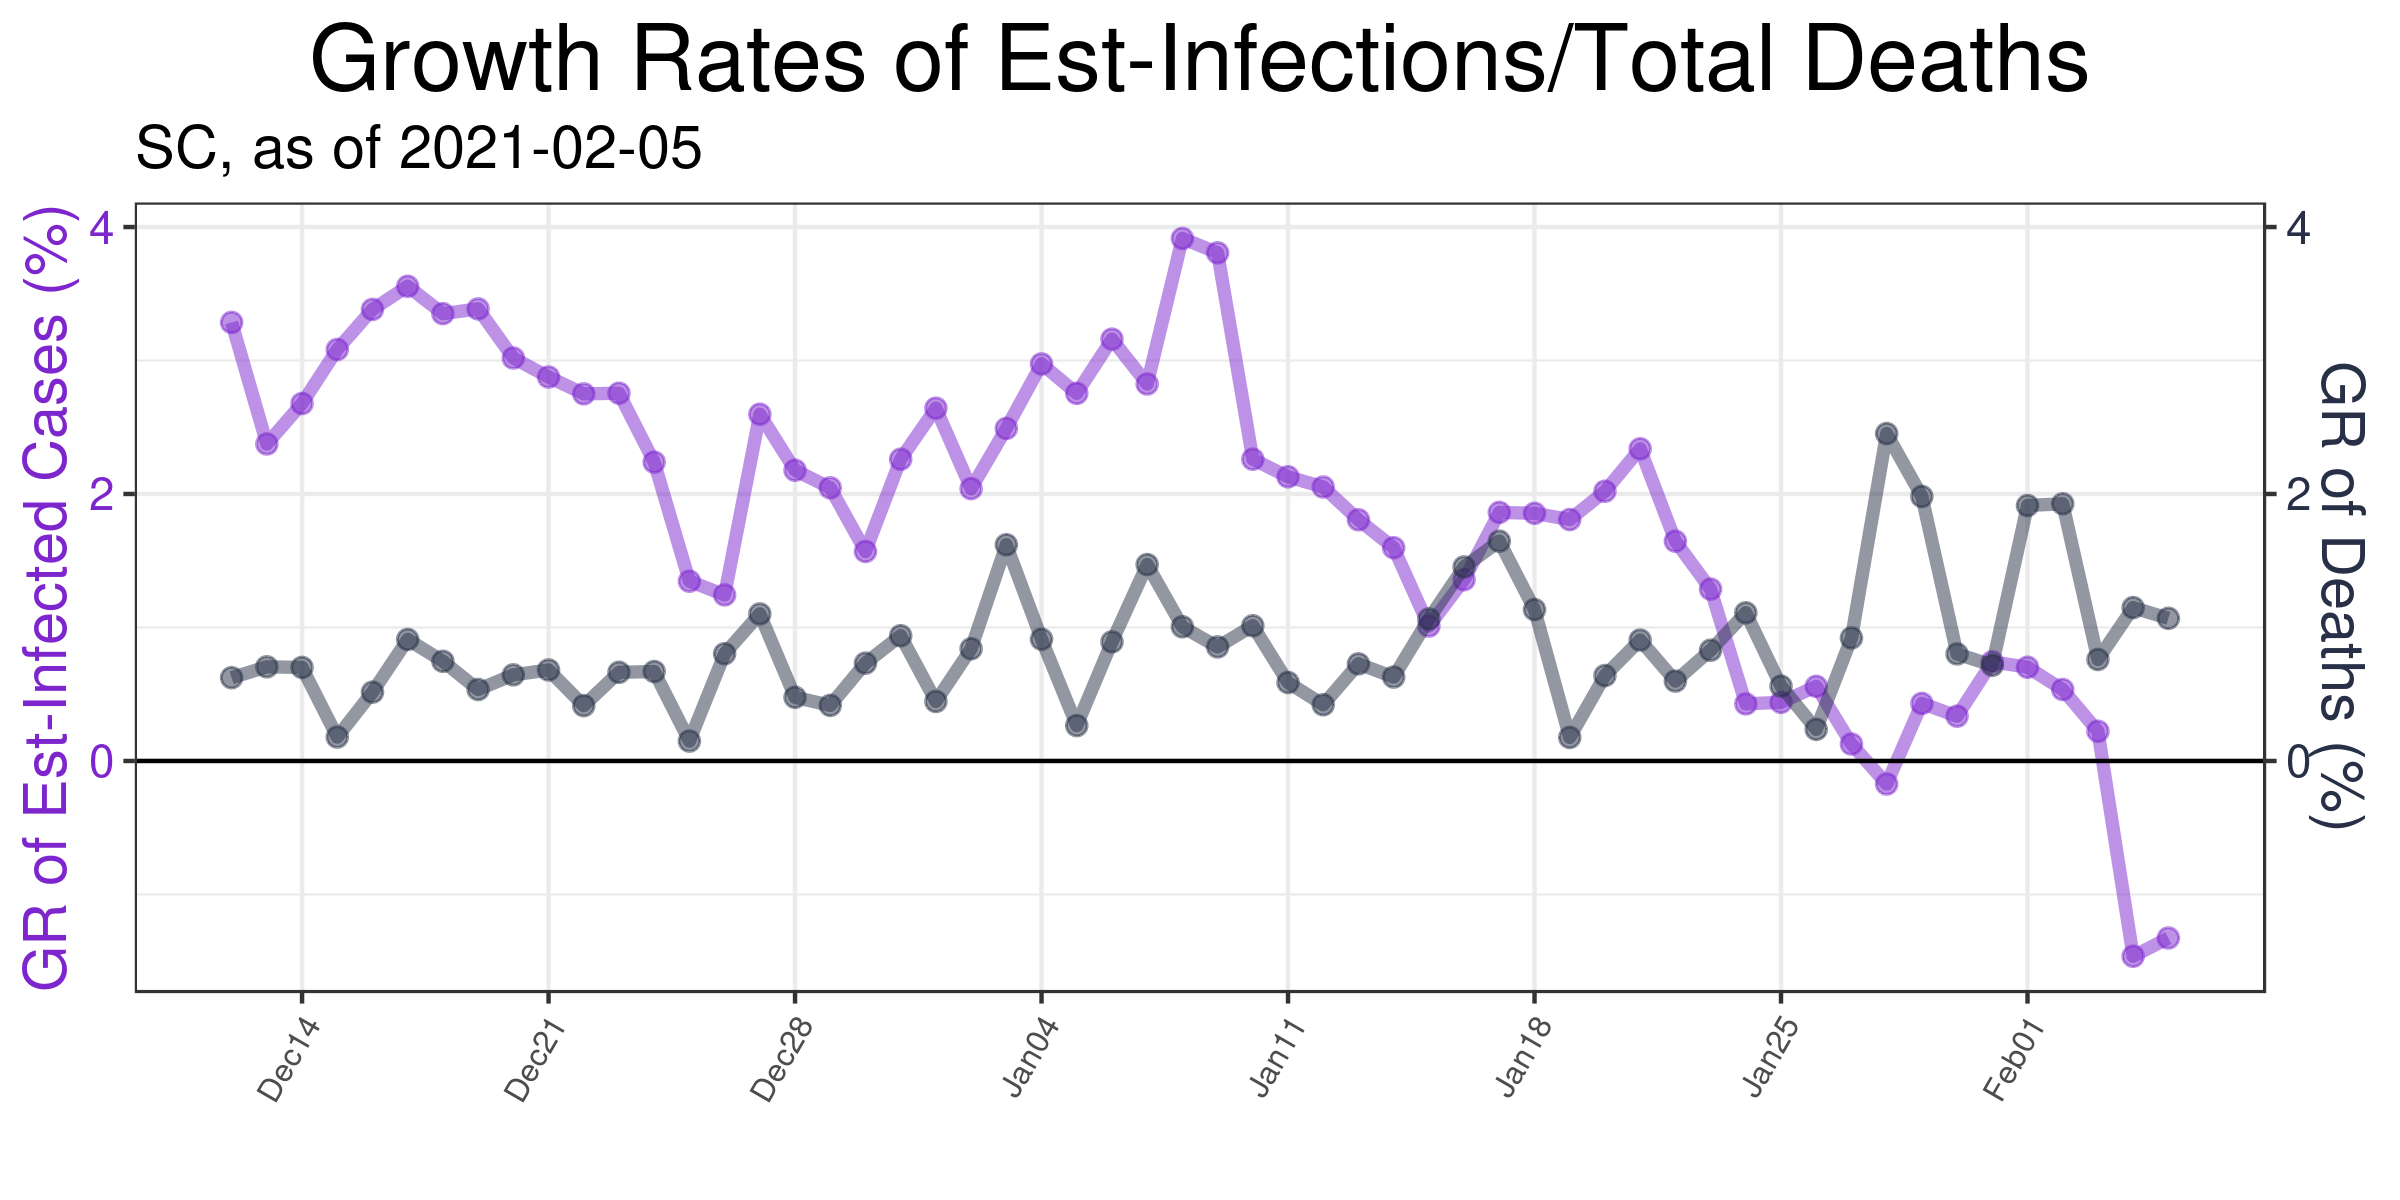 Growth Rates of Est-Infections/Total Deaths
SC, as of 2021-02-05
GR of Est-Infected Cases (%)
4
2
0
4
2
0
GR of Deaths (%)
Dec14
Dec21
Dec28
Jan04
Jan11
Jan18
Jan25
Feb01